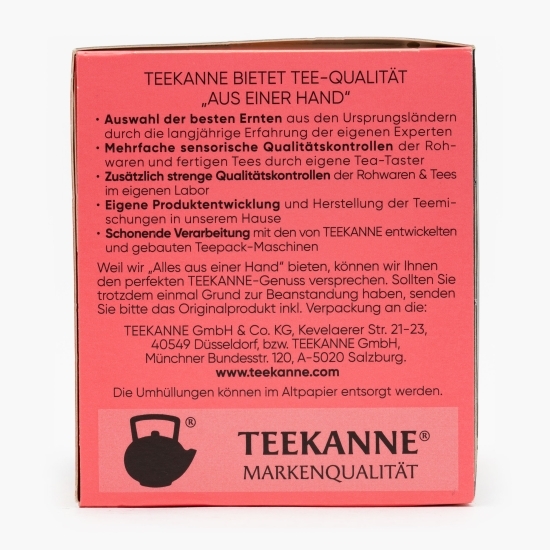 TEEKANNE BIETET TEE-QUALITÄT
„AUS EINER HAND“
• Auswahl der besten Ernten aus den Ursprungsländern
durch die langjährige Erfahrung der eigenen Experten
• Mehrfache sensorische Qualitätskontrollen der Roh-
waren und fertigen Tees durch eigene Tea-Taster
• Zusätzlich strenge Qualitätskontrollen der Rohwaren & Tees
im eigenen Labor
• Eigene Produktentwicklung und Herstellung der Teemi-
schungen in unserem Hause
• Schonende Verarbeitung mit den von TEEKANNE entwickelten
und gebauten Teepack-Maschinen
Weil wir „Alles aus einer Hand“ bieten, können wir Ihnen
den perfekten TEEKANNE-Genuss versprechen. Sollten Sie
trotzdem einmal Grund zur Beanstandung haben, senden
Sie bitte das Originalprodukt inkl. Verpackung an die:
TEEKANNE GmbH & Co. KG, Kevelaerer Str. 21-23,
40549 Düsseldorf, bzw. TEEKANNE GmbH,
Münchner Bundesstr. 120, A-5020 Salzburg.
www.teekanne.com
Die Umhüllungen können im Altpapier entsorgt werden.
®
TEEKANNE®
MARKENQUALITÄT